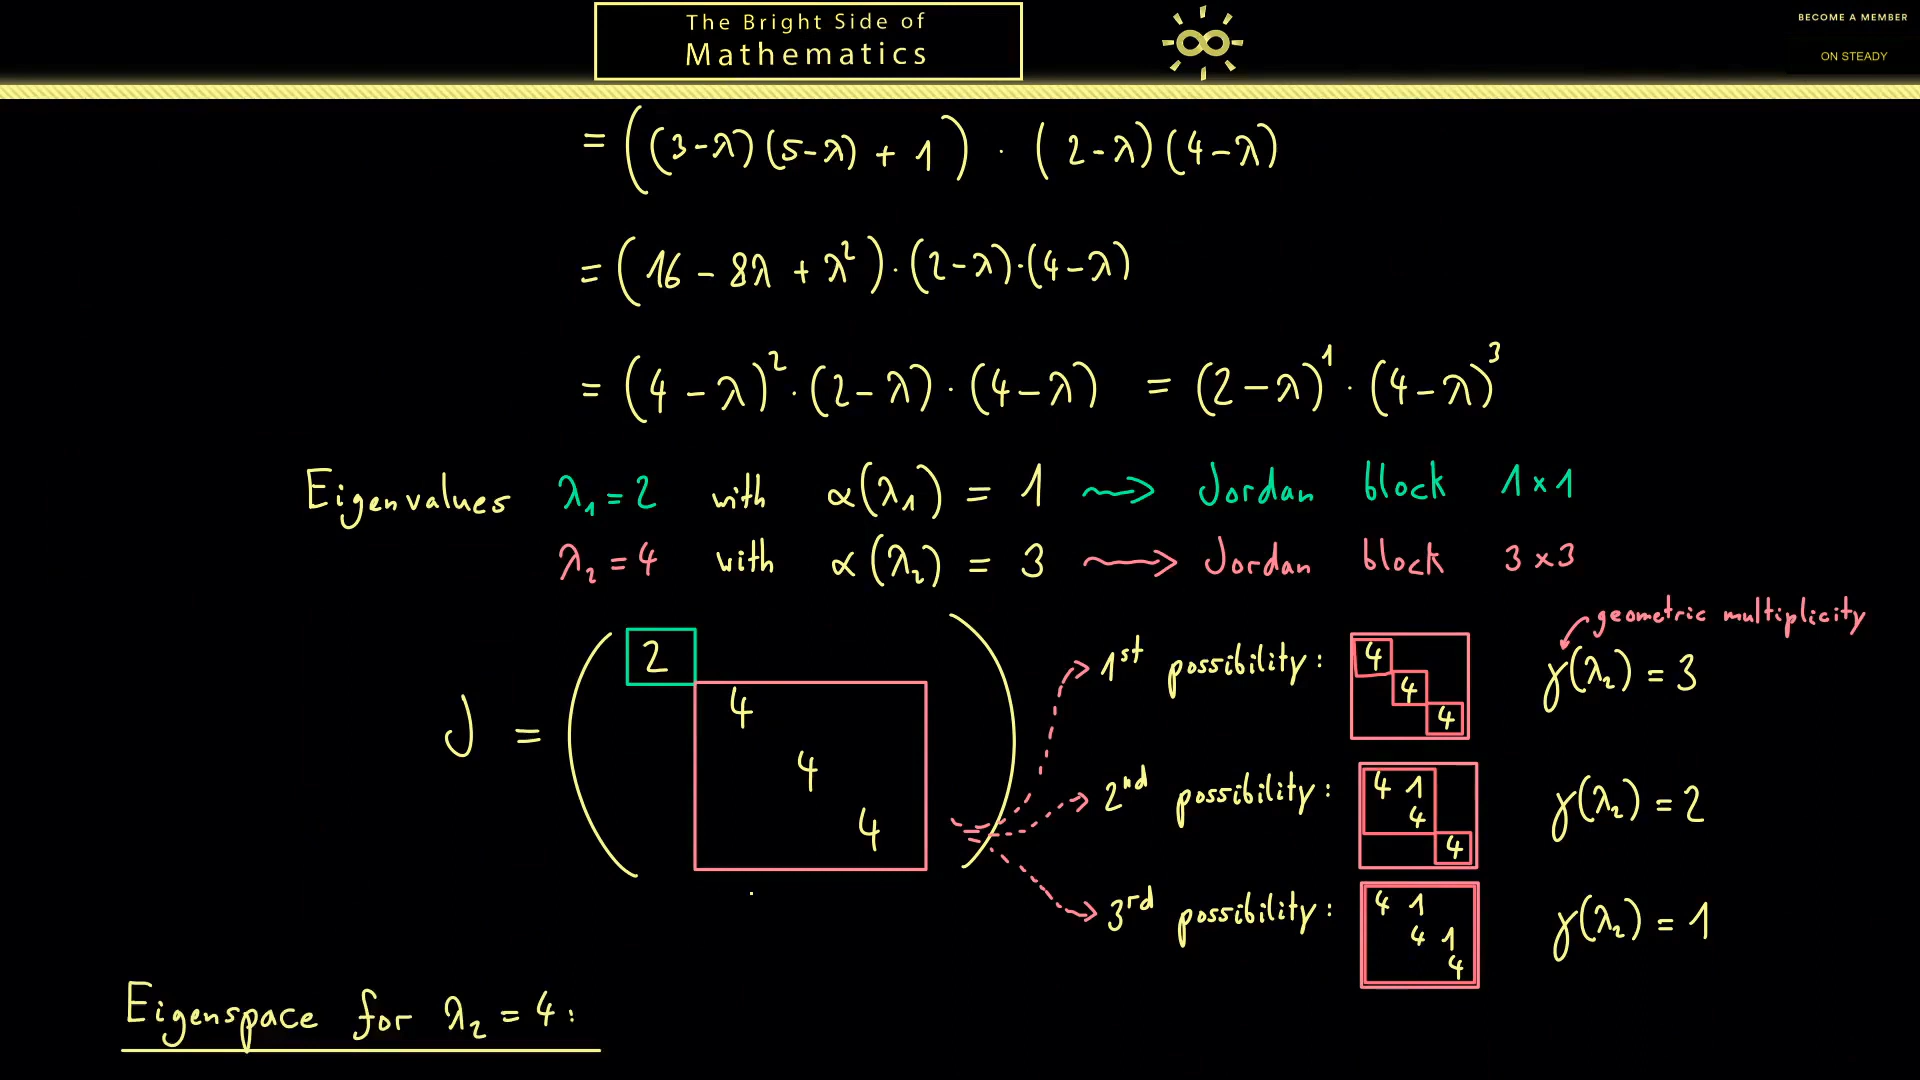 The Bright Side of
Mathematics
BECOME A MEMBER
ON STEADY
= ((3-λ)(5-λ) + 1) · (2-λ)(4-λ)
= (16 - 8λ + λ²)·(2-λ)·(4-λ)
= (4-λ)²·(2-λ)·(4-λ) = (2-λ)¹·(4-λ)³
Eigenvalues λ₁ = 2 with α(λ₁) = 1 ⇝ Jordan block 1×1
λ₂ = 4 with α(λ₂) = 3 ⇝ Jordan block 3×3
geometric multiplicity
J = ( 2 4 4 4 )
1st possibility: 4 4 4 γ(λ₂) = 3
2nd possibility: 4 1 4 4 γ(λ₂) = 2
3rd possibility: 4 1 4 1 4 γ(λ₂) = 1
Eigenspace for λ₂ = 4: